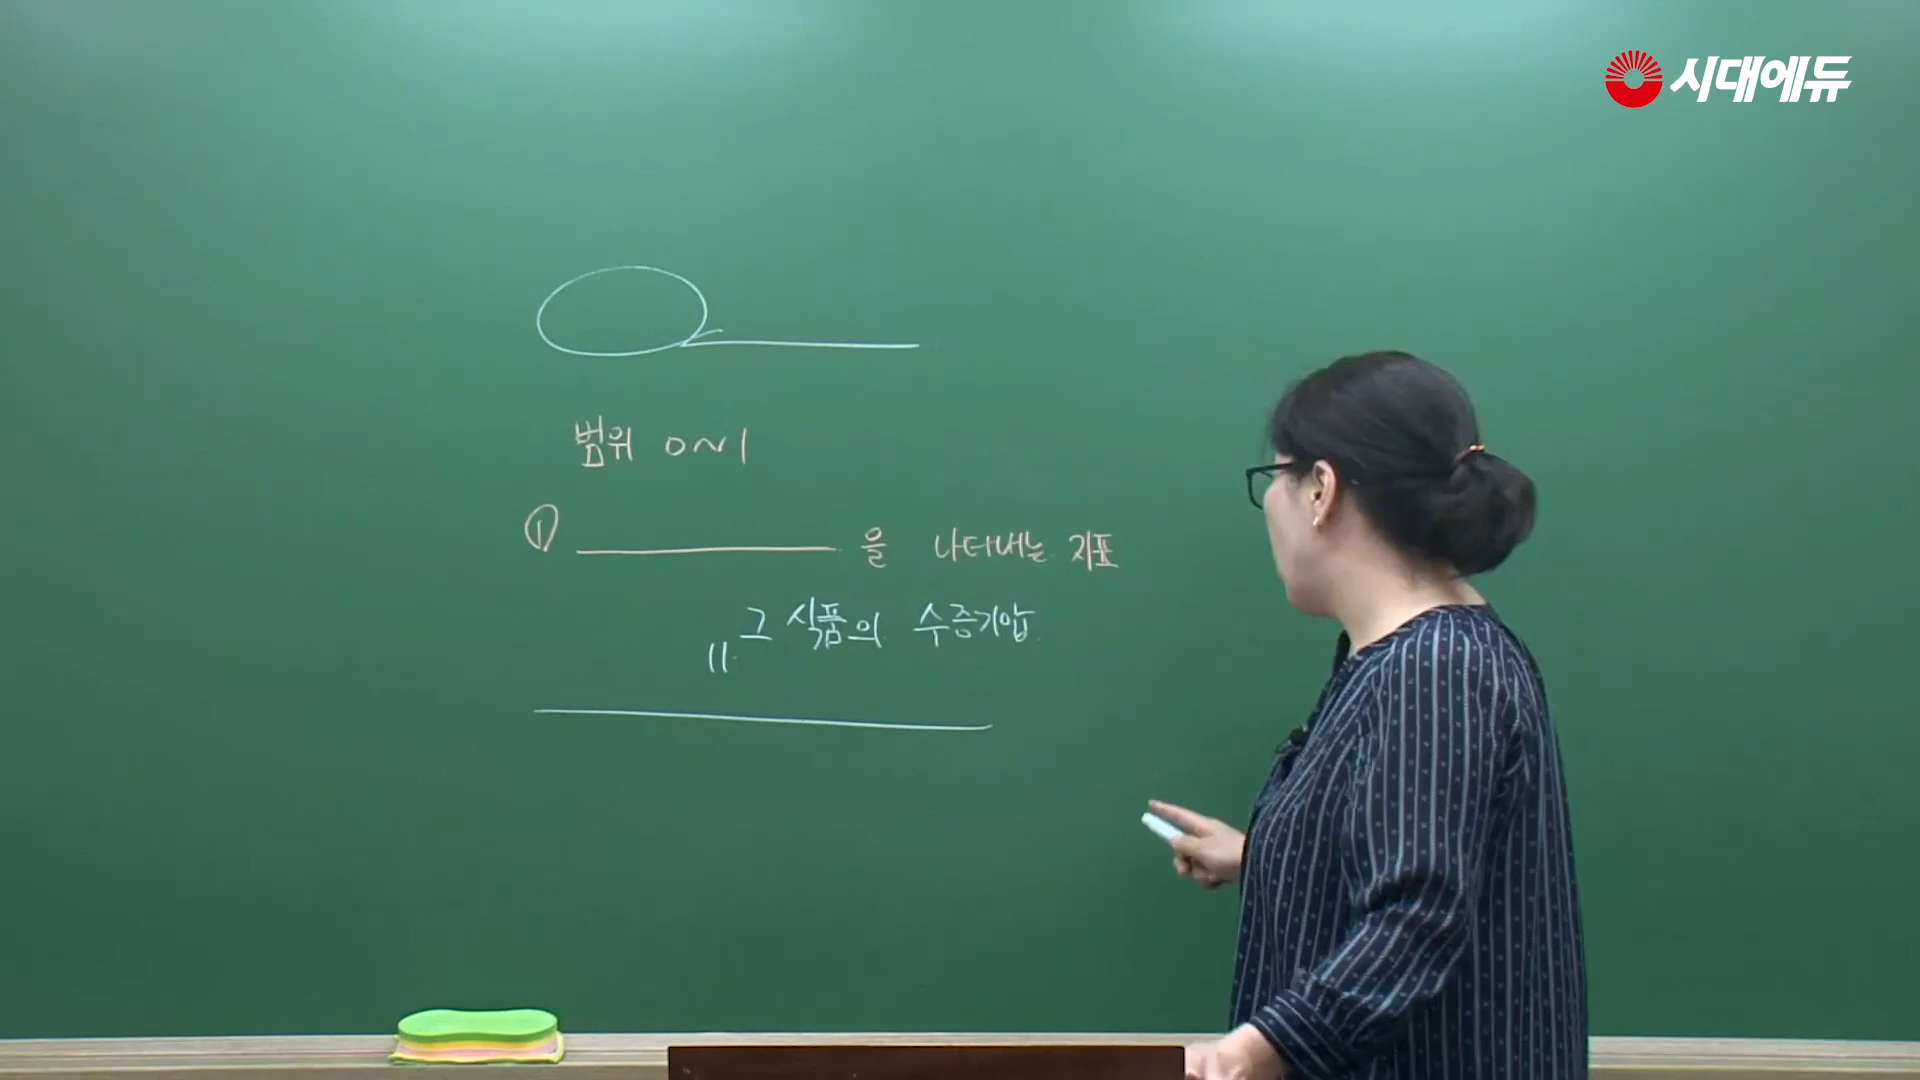 시대에듀
범위 0~1
① ________ 을 나타내는 지표
그 식품의 수증기압